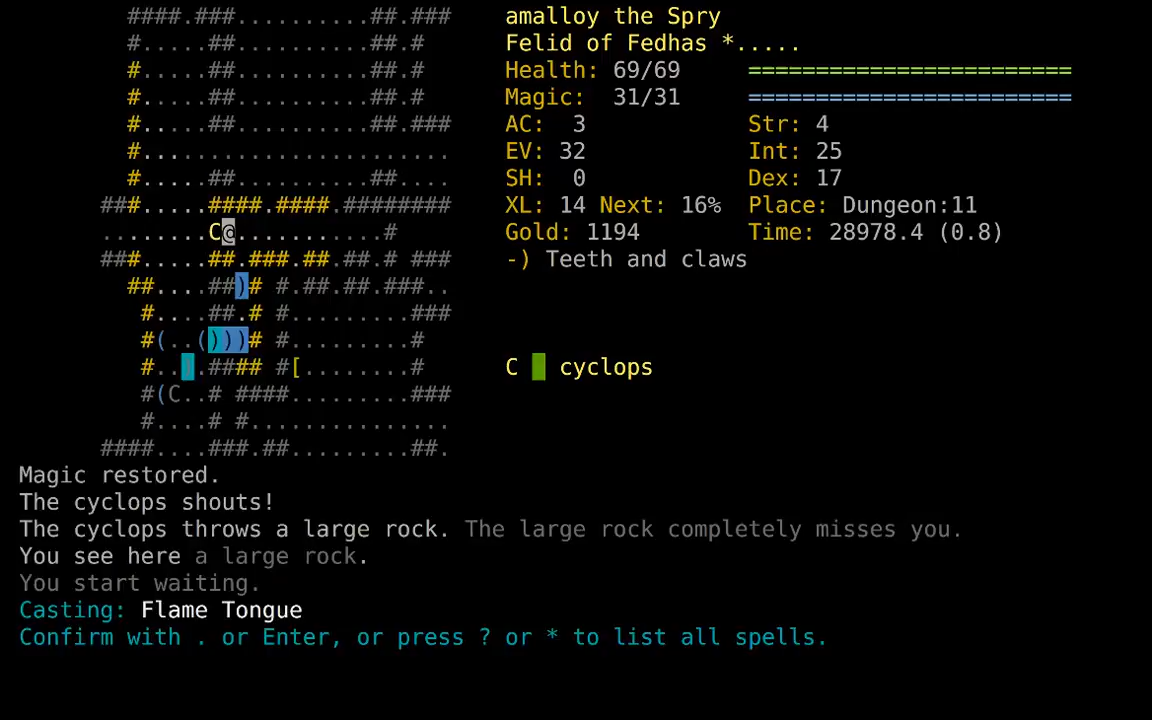 ####.###..........##.###     amalloy the Spry
#.....##..........##.#       Felid of Fedhas *.....
#.....##..........##.#       Health: 69/69     ========================
#.....##..........##.#       Magic:  31/31     ========================
#.....##..........##.###     AC:  3            Str: 4
#.......................     EV: 32            Int: 25
#.....##..........##....     SH:  0            Dex: 17
###.....####.####.########     XL: 14 Next: 16%  Place: Dungeon:11
........C@...........#       Gold: 1194        Time: 28978.4 (0.8)
###.....##.###.##.##.# ###     -) Teeth and claws
##....##)# #.##.##.###..
#....##.# #.........###
#(..()))# #.........#
#..).#### #[........#       C   cyclops
#(C..# ####.........###
#....# #...............
####...###.##.........##.
Magic restored.
The cyclops shouts!
The cyclops throws a large rock. The large rock completely misses you.
You see here a large rock.
You start waiting.
Casting: Flame Tongue
Confirm with . or Enter, or press ? or * to list all spells.